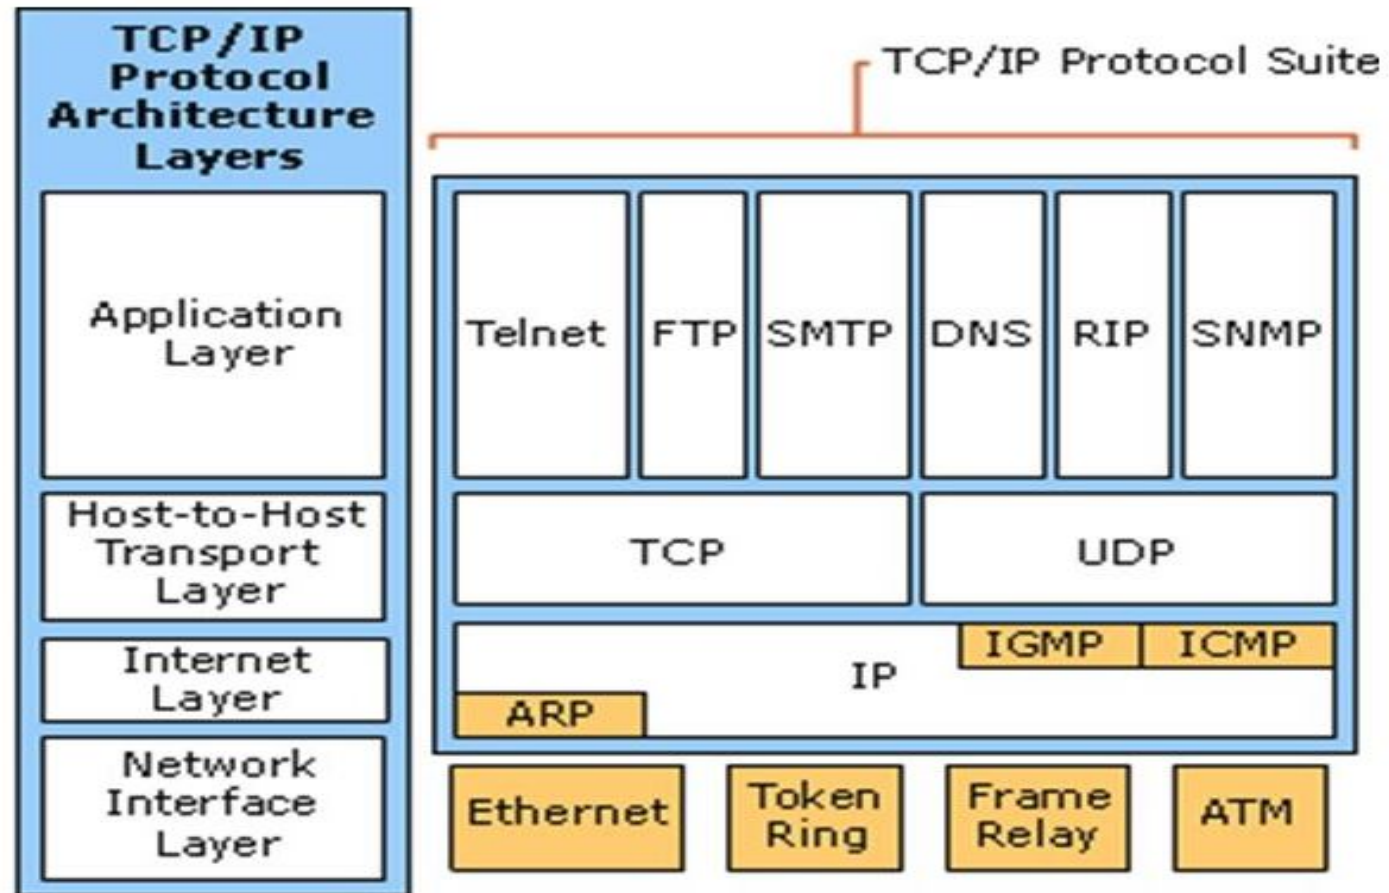 TCP/IP
Protocol
Architecture
Layers
TCP/IP Protocol Suite
Application
Layer
Telnet
FTP
SMTP
DNS
RIP
SNMP
Host-to-Host
Transport
Layer
TCP
UDP
Internet
Layer
IP
IGMP
ICMP
ARP
Network
Interface
Layer
Ethernet
Token
Ring
Frame
Relay
ATM